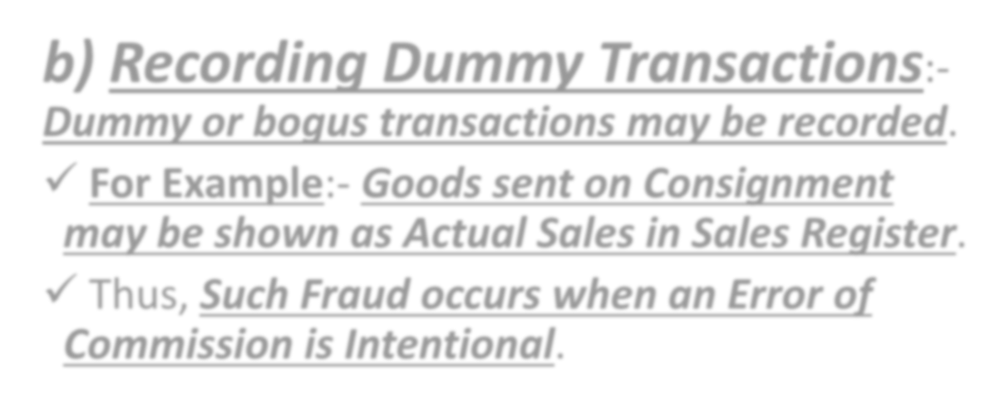 b) Recording Dummy Transactions:-
Dummy or bogus transactions may be recorded.
✓ For Example:- Goods sent on Consignment
may be shown as Actual Sales in Sales Register.
✓ Thus, Such Fraud occurs when an Error of
Commission is Intentional.